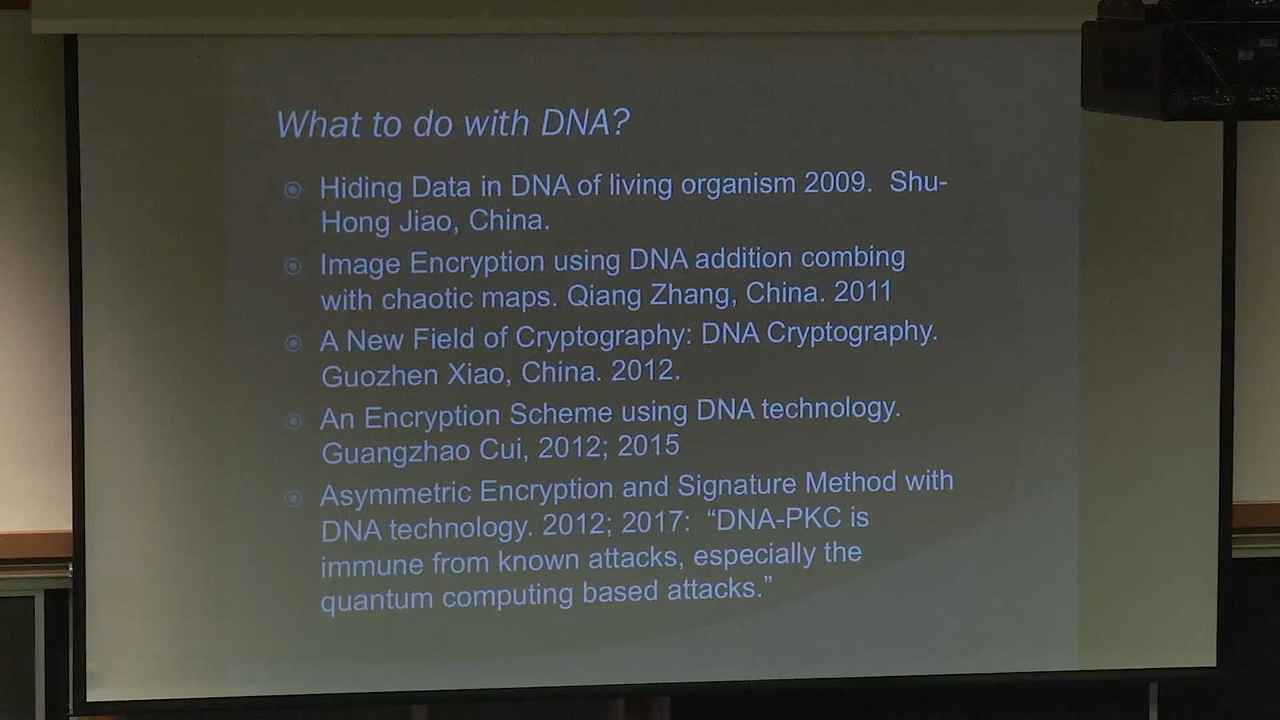 What to do with DNA?
Hiding Data in DNA of living organism 2009. Shu-
Hong Jiao, China.
Image Encryption using DNA addition combing
with chaotic maps. Qiang Zhang, China. 2011
A New Field of Cryptography: DNA Cryptography.
Guozhen Xiao, China. 2012.
An Encryption Scheme using DNA technology.
Guangzhao Cui, 2012; 2015
Asymmetric Encryption and Signature Method with
DNA technology. 2012; 2017: “DNA-PKC is
immune from known attacks, especially the
quantum computing based attacks.”